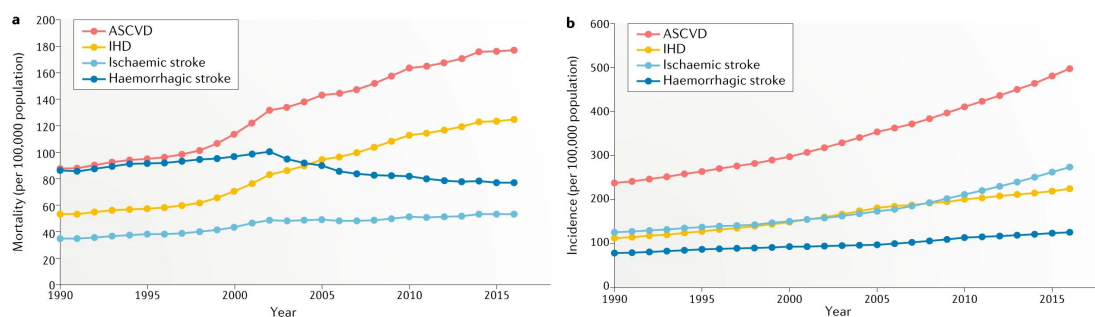 a
Mortality (per 100,000 population)
200
180
160
140
120
100
80
60
40
20
0
ASCVD
IHD
Ischaemic stroke
Haemorrhagic stroke
1990
1995
2000
2005
2010
2015
Year
b
Incidence (per 100,000 population)
600
500
400
300
200
100
0
ASCVD
IHD
Ischaemic stroke
Haemorrhagic stroke
1990
1995
2000
2005
2010
2015
Year